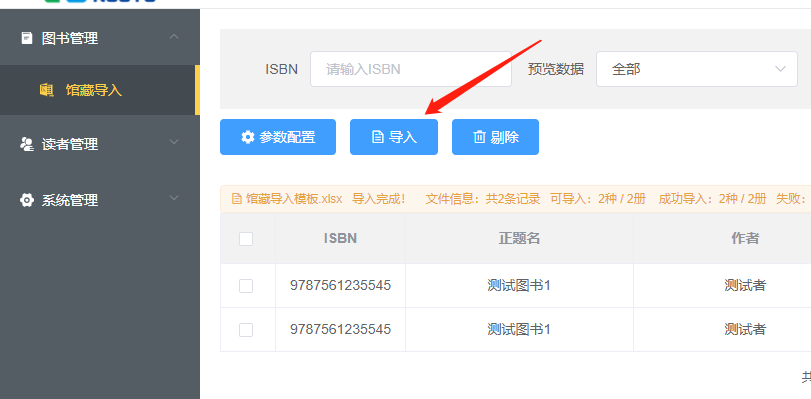 图书管理
馆藏导入
读者管理
系统管理
ISBN 请输入ISBN 预览数据 全部
参数配置 导入 剔除
馆藏导入模板.xlsx 导入完成! 文件信息：共2条记录 可导入：2种 / 2册 成功导入：2种 / 2册 失败：
ISBN 正题名 作者
9787561235545 测试图书1 测试者
9787561235545 测试图书1 测试者